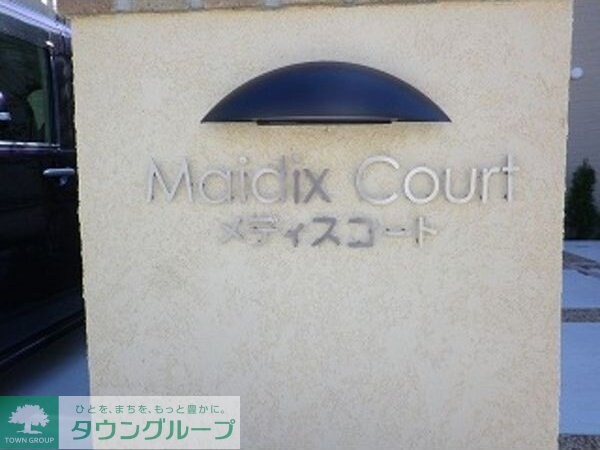 Maidix Court
メディスコート
ひとを、まちを、もっと豊かに。
タウングループ
TOWN GROUP